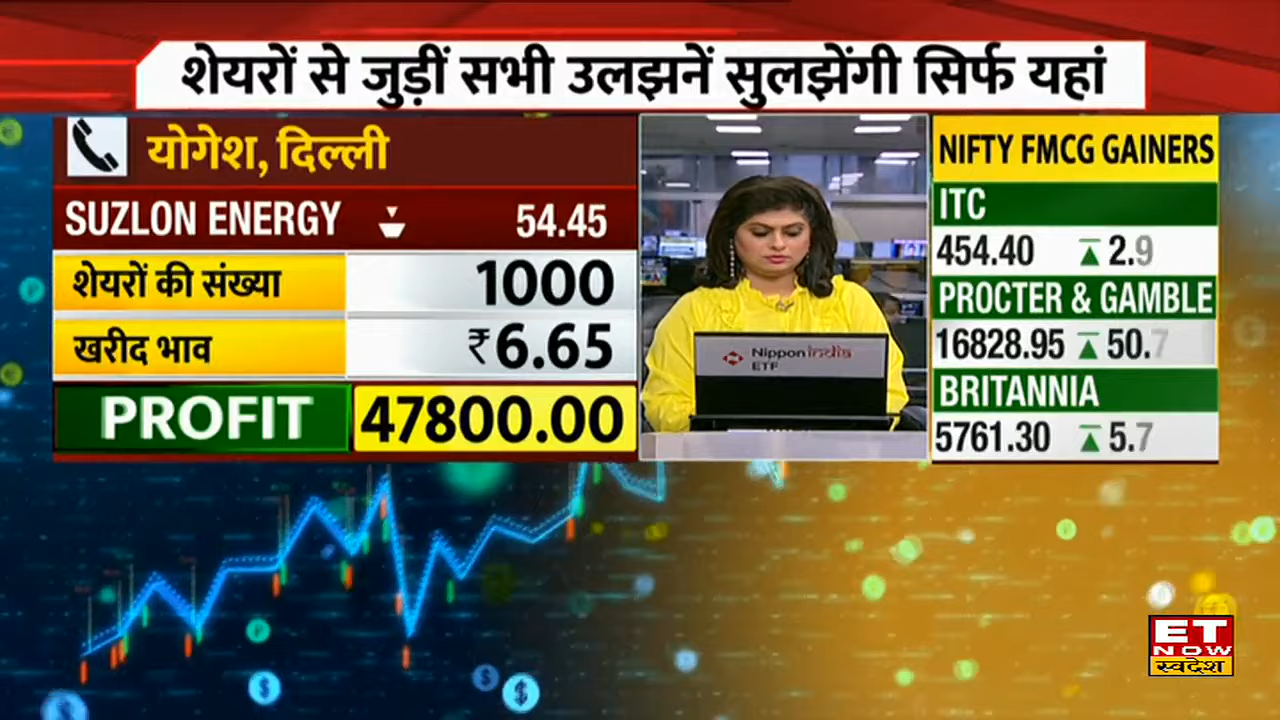 शेयरों से जुड़ीं सभी उलझनें सुलझेंगी सिर्फ यहां
योगेश, दिल्ली
SUZLON ENERGY 54.45
शेयरों की संख्या 1000
खरीद भाव ₹6.65
PROFIT 47800.00
Nippon india
ETF
NIFTY FMCG GAINERS
ITC
454.40 2.9
PROCTER & GAMBLE
16828.95 50.7
BRITANNIA
5761.30 5.7
ET
NOW
स्वदेश